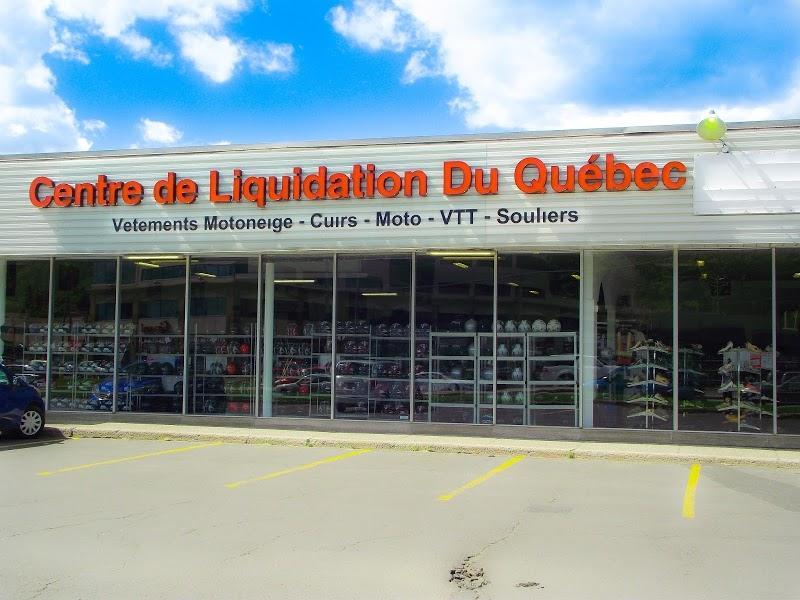 Centre de Liquidation Du Québec
Vetements Motoneige - Cuirs - Moto - VTT - Souliers